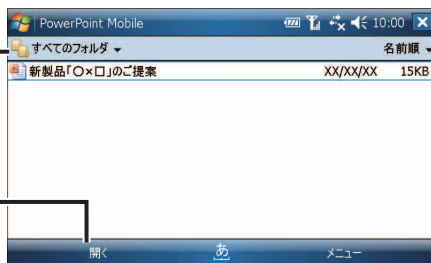 PowerPoint Mobile 10:00
すべてのフォルダ 名前順
新製品「○×□」のご提案 XX/XX/XX 15KB
開く あ メニュー